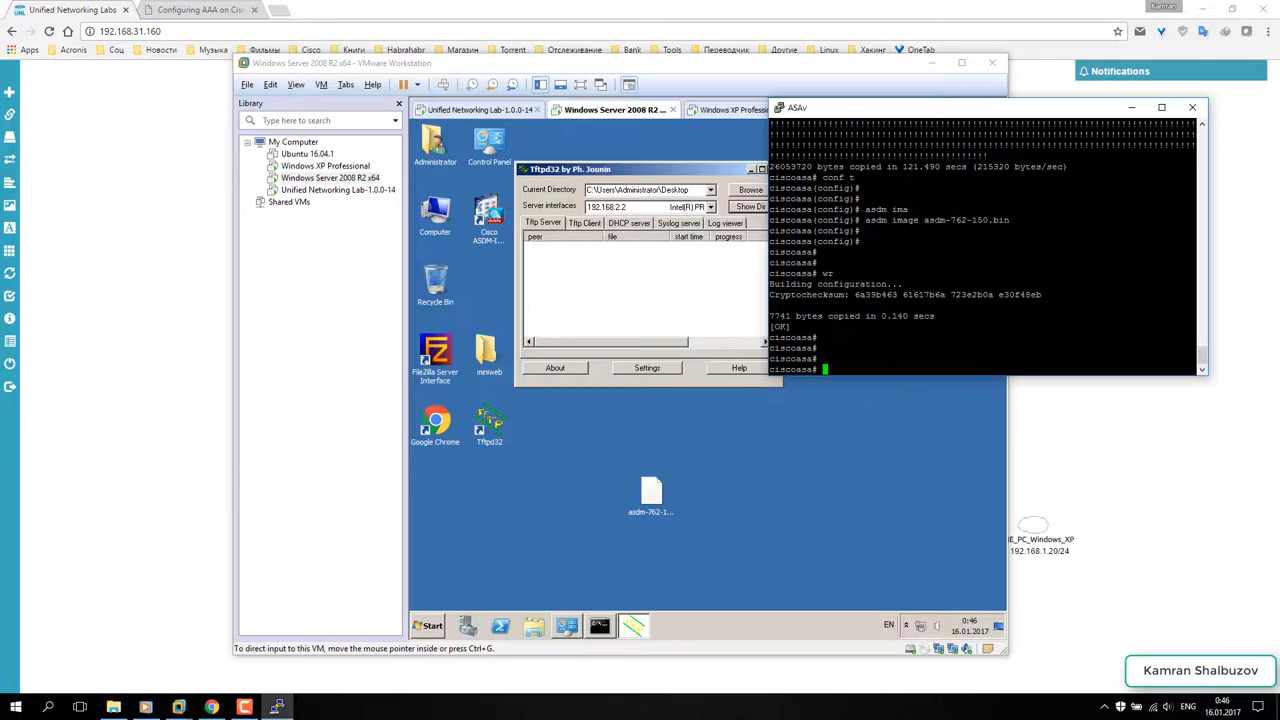 Unified Networking Labs
Configuring AAA on Cis
Kamran
192.168.31.160
Apps
Acronis
Соц
Новости
Музыка
Фильмы
Cisco
Книги
Habrahabr
Магазин
Torrent
Отслеживание
Bank
Tools
Переводчик
Другие
Linux
Хакинг
OneTab
Notifications
Windows Server 2008 R2 x64 - VMware Workstation
File
Edit
View
VM
Tabs
Help
Library
Type here to search
My Computer
Ubuntu 16.04.1
Windows XP Professional
Windows Server 2008 R2 x64
Unified Networking Lab-1.0.0-14
Shared VMs
Unified Networking Lab-1.0.0-14
Windows Server 2008 R2 ...
Windows XP Profession
Administrator
Control Panel
Computer
Cisco
ASDM-I...
Recycle Bin
FileZilla Server
Interface
miniweb
Google Chrome
Tftpd32
Tftpd32 by Ph. Jounin
Current Directory
C:\Users\Administrator\Desktop
Browse
Server interfaces
192.168.2.2
Intel(R) PR
Show Dir
Tftp Server
Tftp Client
DHCP server
Syslog server
Log viewer
peer
file
start time
progress
About
Settings
Help
asdm-762-1...
ASAv
26053720 bytes copied in 121.490 secs (215320 bytes/sec)
ciscoasa# conf t
ciscoasa(config)#
ciscoasa(config)#
ciscoasa(config)# asdm ima
ciscoasa(config)# asdm image asdm-762-150.bin
ciscoasa(config)#
ciscoasa(config)#
ciscoasa#
ciscoasa#
ciscoasa# wr
Building configuration...
Cryptochecksum: 6a39b463 61617b6a 723e2b0a e30f48eb
7741 bytes copied in 0.140 secs
[OK]
ciscoasa#
ciscoasa#
ciscoasa#
ciscoasa#
E_PC_Windows_XP
192.168.1.20/24
Start
EN
0:46
16.01.2017
To direct input to this VM, move the mouse pointer inside or press Ctrl+G.
Kamran Shalbuzov
ENG
0:46
16.01.2017